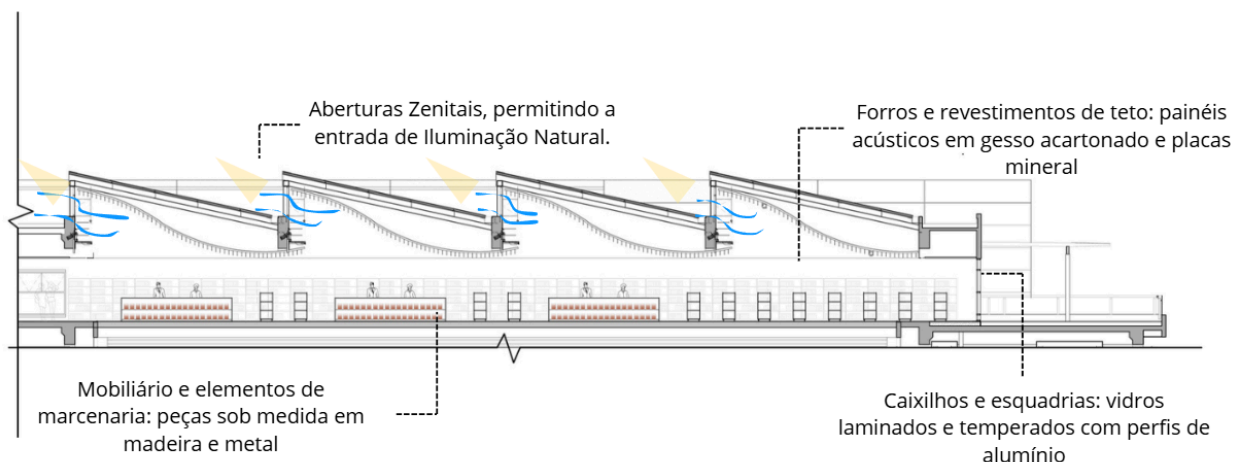 Aberturas Zenitais, permitindo a
entrada de Iluminação Natural.
Forros e revestimentos de teto: painéis
acústicos em gesso acartonado e placas
mineral
Mobiliário e elementos de
marcenaria: peças sob medida em
madeira e metal
Caixilhos e esquadrias: vidros
laminados e temperados com perfis de
alumínio